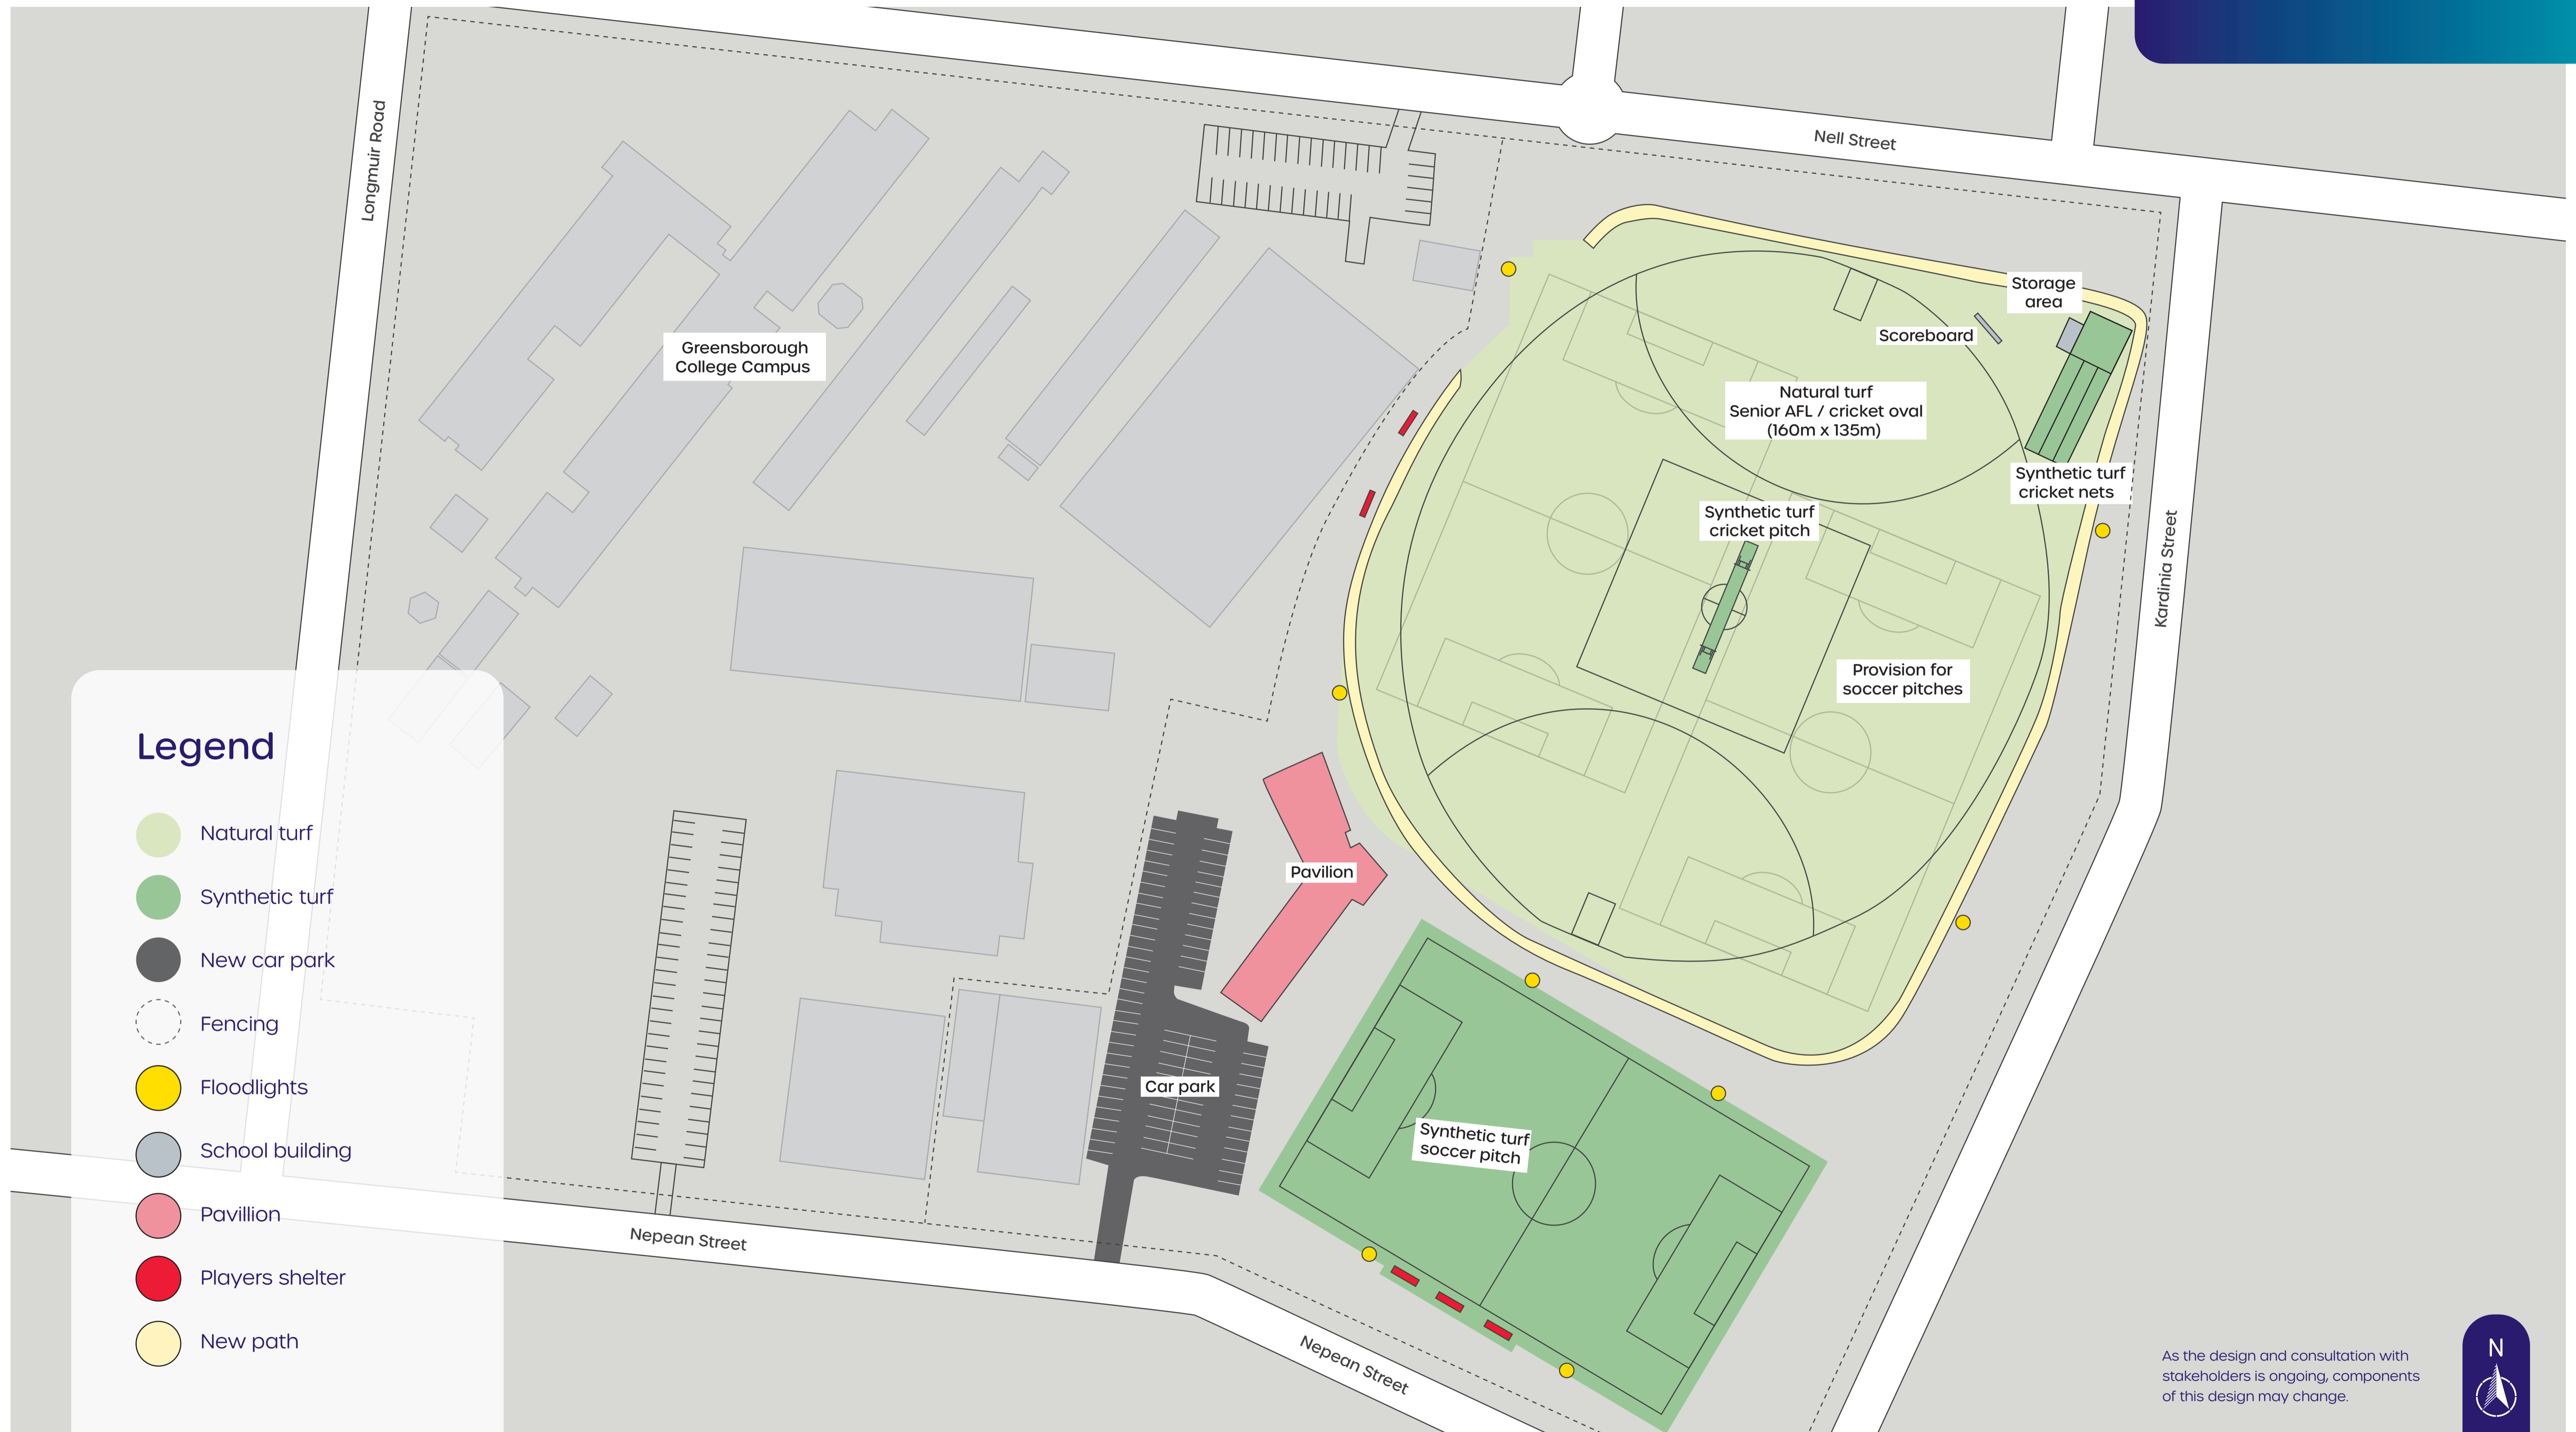 Longmuir Road
Nell Street
Storage
area
Scoreboard
Greensborough
College Campus
Natural turf
Senior AFL / cricket oval
(160m x 135m)
Synthetic turf
cricket nets
Synthetic turf
cricket pitch
Kardinia Street
Provision for
soccer pitches
Pavilion
Car park
Synthetic turf
soccer pitch
Nepean Street
Nepean Street
Legend
Natural turf
Synthetic turf
New car park
Fencing
Floodlights
School building
Pavillion
Players shelter
New path
As the design and consultation with
stakeholders is ongoing, components
of this design may change.
N